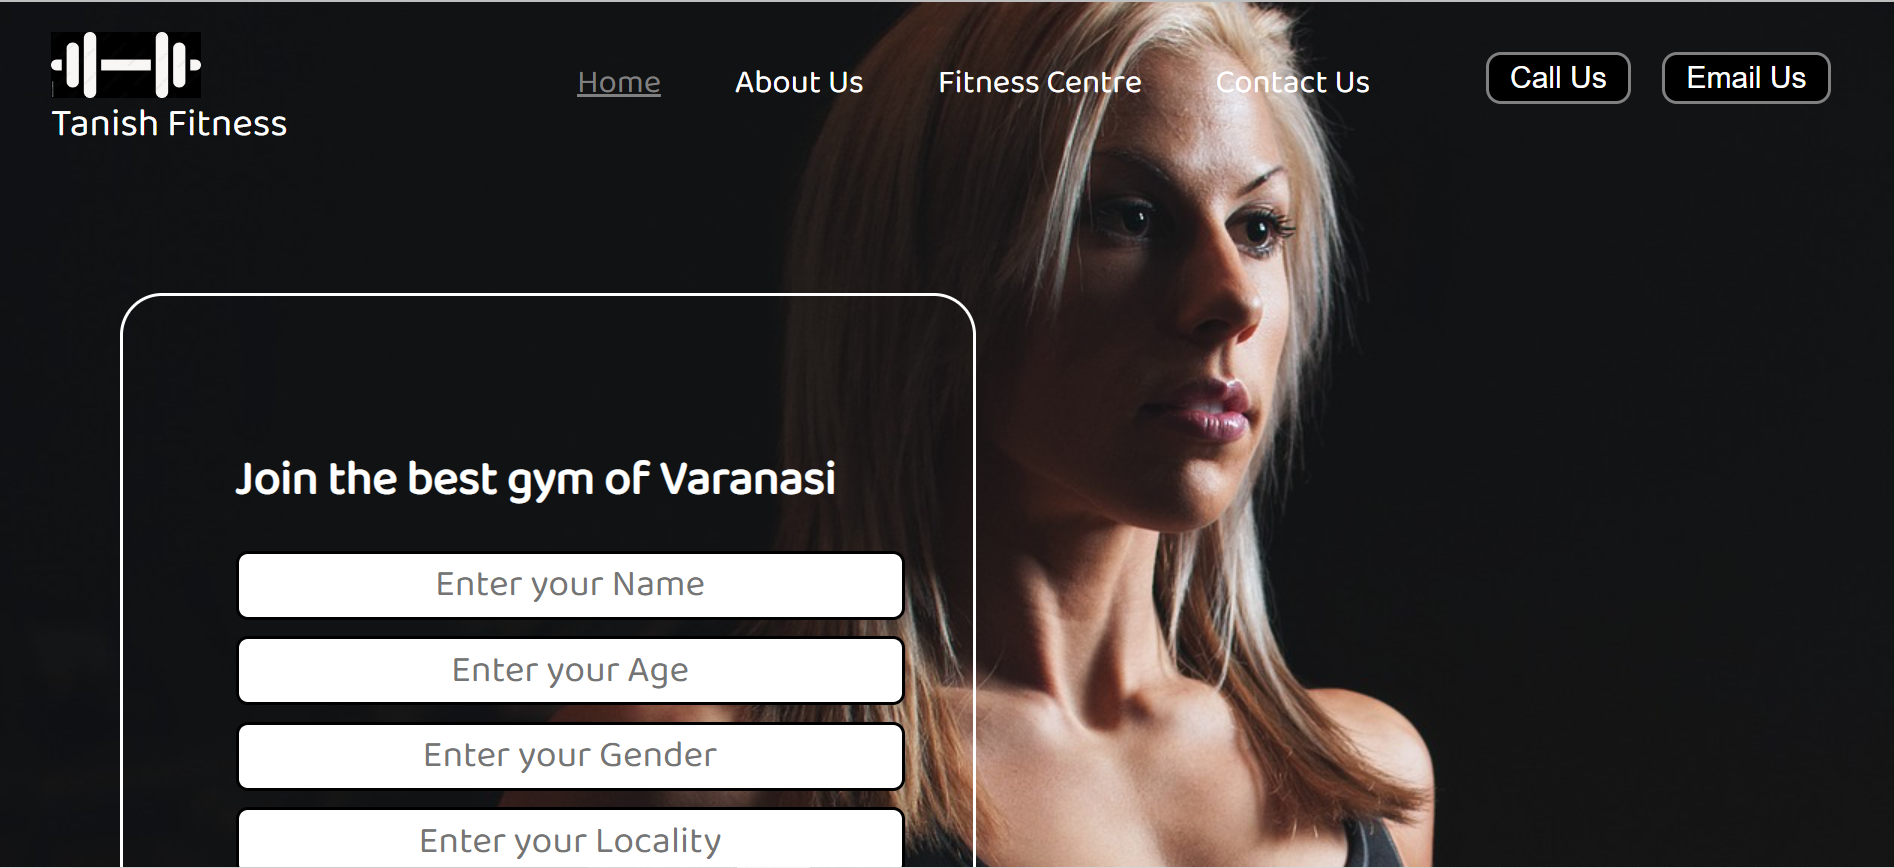 Tanish Fitness
Home About Us Fitness Centre Contact Us
Call Us Email Us
Join the best gym of Varanasi
Enter your Name
Enter your Age
Enter your Gender
Enter your Locality